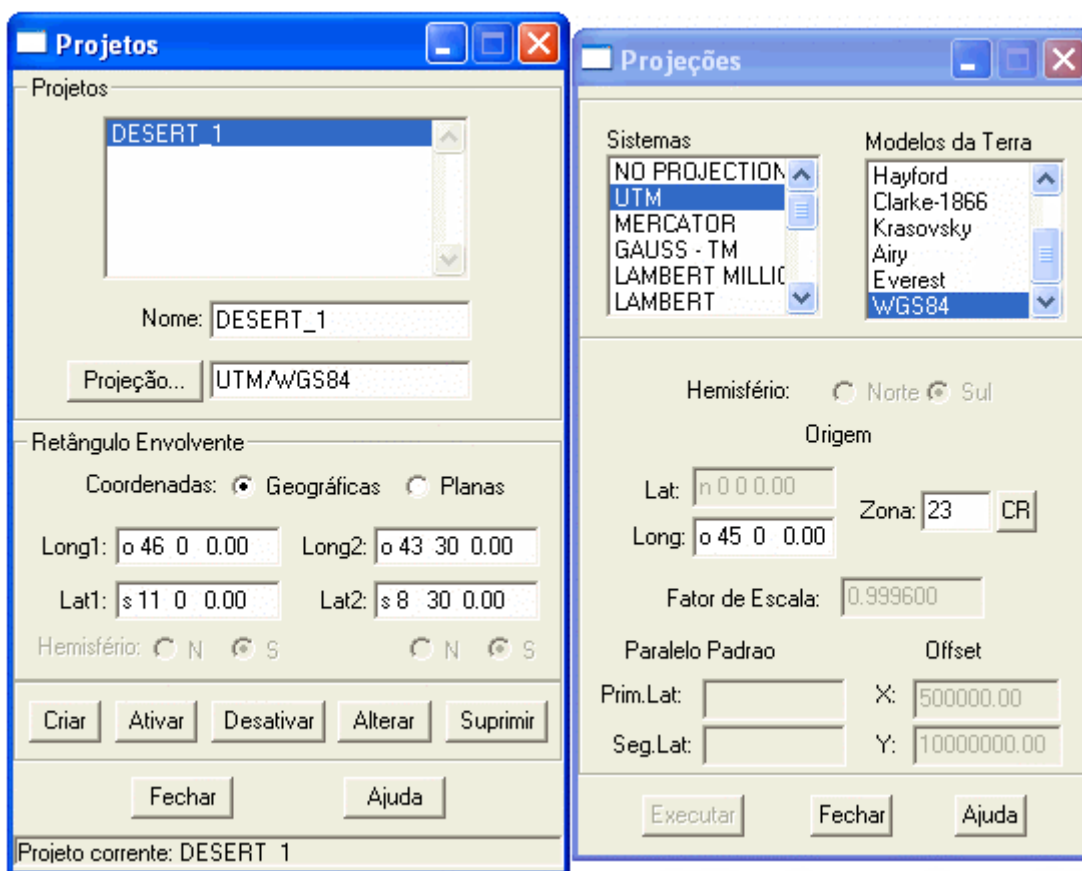 Projetos
Projetos
DESERT_1
Nome: DESERT_1
Projeção... UTM/WGS84
Retângulo Envolvente
Coordenadas: Geográficas Planas
Long1: o 46 0 0.00 Long2: o 43 30 0.00
Lat1: s 11 0 0.00 Lat2: s 8 30 0.00
Hemisfério: N S N S
Criar Ativar Desativar Alterar Suprimir
Fechar Ajuda
Projeto corrente: DESERT_1
Projeções
Sistemas
NO PROJECTION
UTM
MERCATOR
GAUSS - TM
LAMBERT MILLIO
LAMBERT
Modelos da Terra
Hayford
Clarke-1866
Krasovsky
Airy
Everest
WGS84
Hemisfério: Norte Sul
Origem
Lat: n 0 0 0.00
Long: o 45 0 0.00
Zona: 23 CR
Fator de Escala: 0.999600
Paralelo Padrao Offset
Prim.Lat: X: 500000.00
Seg.Lat: Y: 10000000.00
Executar Fechar Ajuda